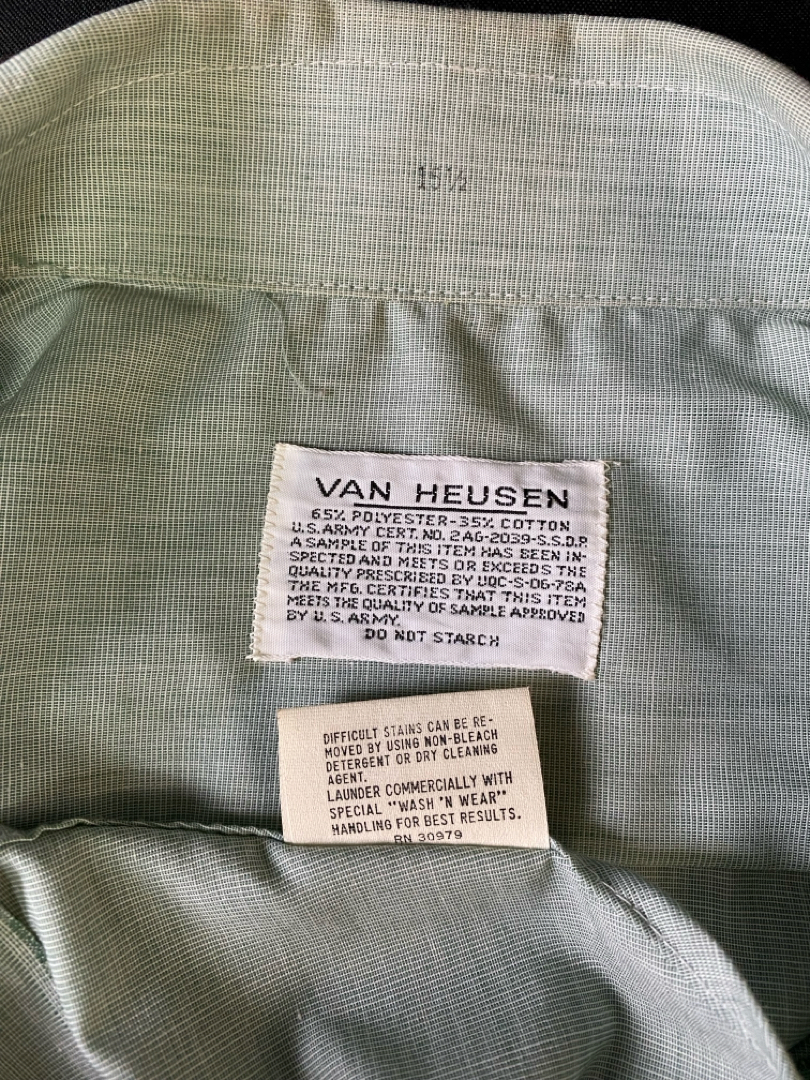 15½
VAN HEUSEN
65% POLYESTER-35% COTTON
U.S. ARMY CERT. NO. 2AG-2039-S.S.D.P.
A SAMPLE OF THIS ITEM HAS BEEN IN-
SPECTED AND MEETS OR EXCEEDS THE
QUALITY PRESCRIBED BY UQC-S-06-78A
THE MFG. CERTIFIES THAT THIS ITEM
MEETS THE QUALITY OF SAMPLE APPROVED
BY U.S. ARMY.
DO NOT STARCH
DIFFICULT STAINS CAN BE RE-
MOVED BY USING NON-BLEACH
DETERGENT OR DRY CLEANING
AGENT.
LAUNDER COMMERCIALLY WITH
SPECIAL "WASH 'N WEAR"
HANDLING FOR BEST RESULTS.
RN 30979